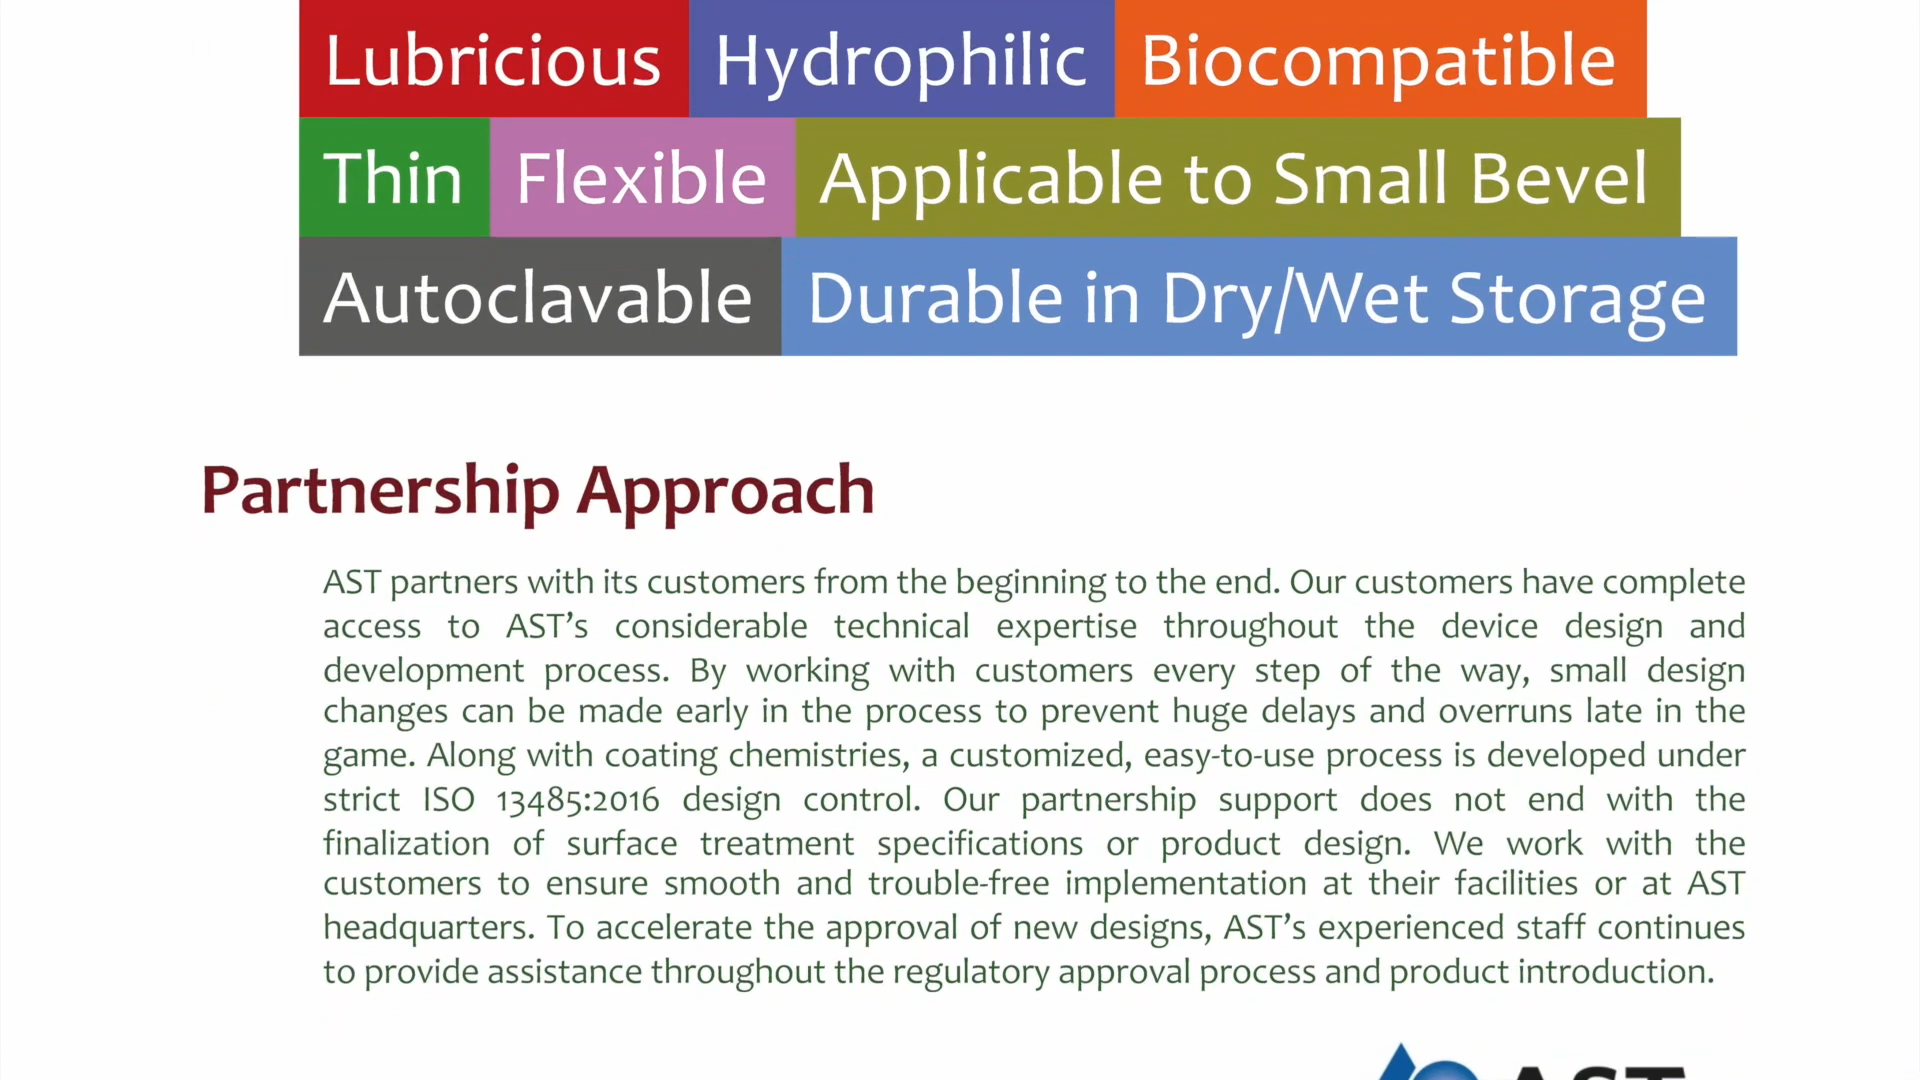 Lubricious Hydrophilic Biocompatible
Thin Flexible Applicable to Small Bevel
Autoclavable Durable in Dry/Wet Storage
Partnership Approach
AST partners with its customers from the beginning to the end. Our customers have complete
access to AST’s considerable technical expertise throughout the device design and
development process. By working with customers every step of the way, small design
changes can be made early in the process to prevent huge delays and overruns late in the
game. Along with coating chemistries, a customized, easy-to-use process is developed under
strict ISO 13485:2016 design control. Our partnership support does not end with the
finalization of surface treatment specifications or product design. We work with the
customers to ensure smooth and trouble-free implementation at their facilities or at AST
headquarters. To accelerate the approval of new designs, AST’s experienced staff continues
to provide assistance throughout the regulatory approval process and product introduction.
AST